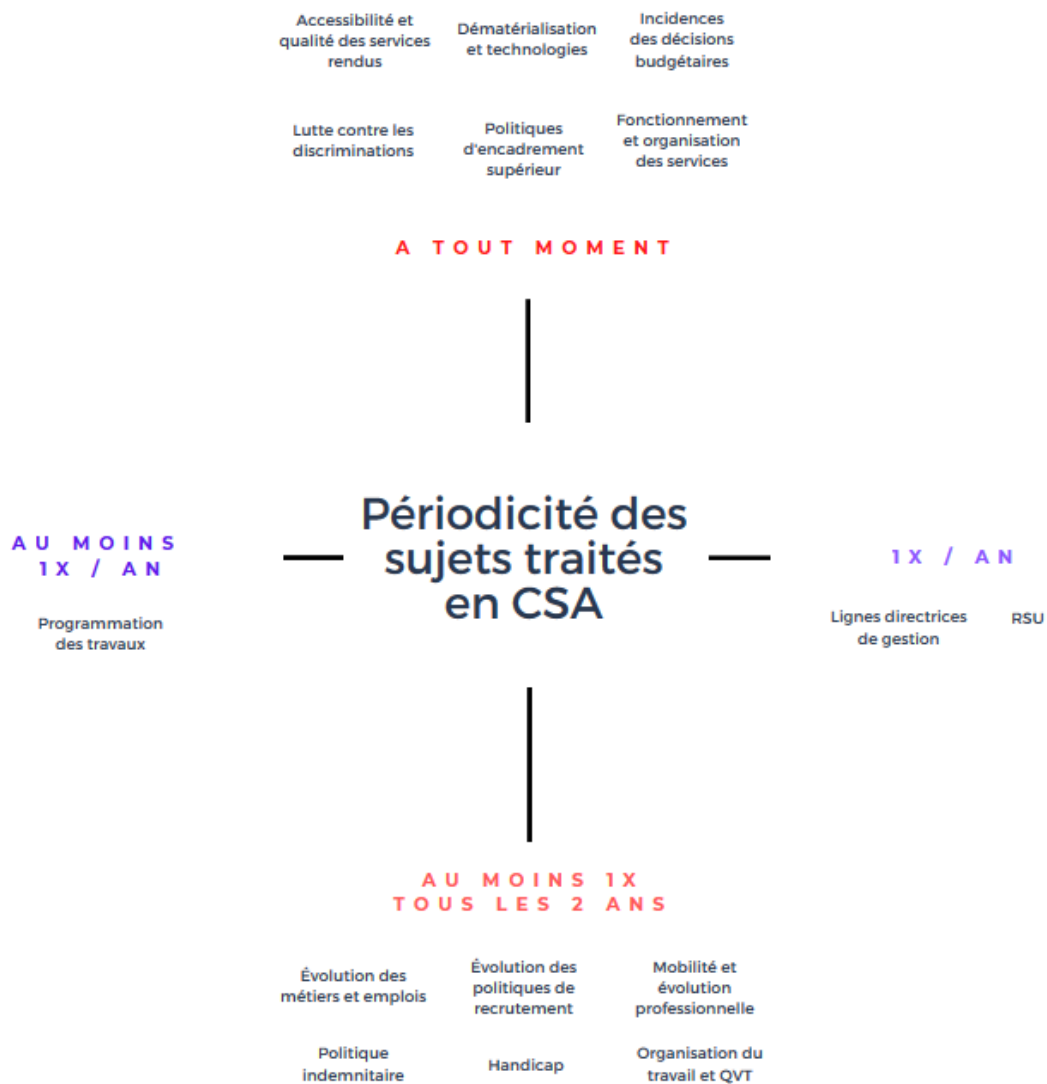 Accessibilité et
qualité des services
rendus
Dématérialisation
et technologies
Incidences
des décisions
budgétaires
Lutte contre les
discriminations
Politiques
d'encadrement
supérieur
Fonctionnement
et organisation
des services
A TOUT MOMENT
Périodicité des
sujets traités
en CSA
AU MOINS
1X / AN
Programmation
des travaux
1X / AN
Lignes directrices
de gestion
RSU
AU MOINS 1X
TOUS LES 2 ANS
Évolution des
métiers et emplois
Évolution des
politiques de
recrutement
Mobilité et
évolution
professionnelle
Politique
indemnitaire
Handicap
Organisation du
travail et QVT